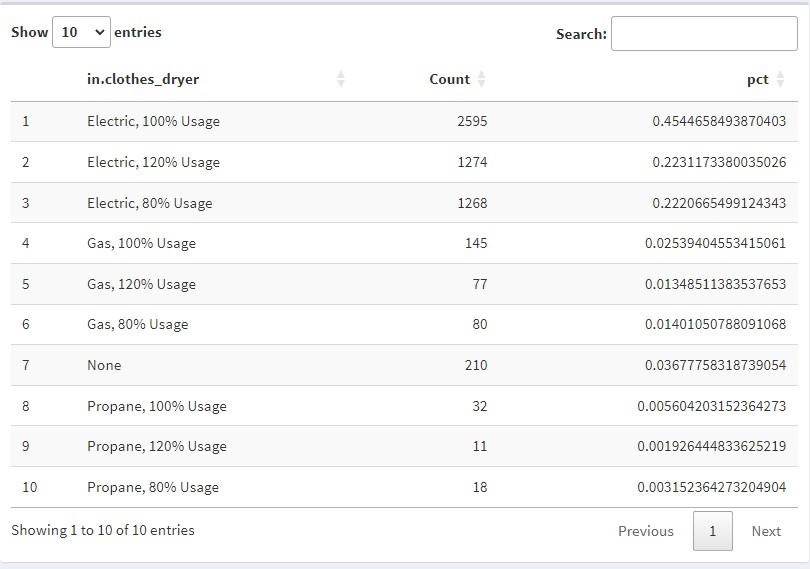 Show 10 entries Search:
in.clothes_dryer Count pct
1 Electric, 100% Usage 2595 0.4544658493870403
2 Electric, 120% Usage 1274 0.2231173380035026
3 Electric, 80% Usage 1268 0.2220665499124343
4 Gas, 100% Usage 145 0.02539404553415061
5 Gas, 120% Usage 77 0.01348511383537653
6 Gas, 80% Usage 80 0.01401050788091068
7 None 210 0.03677758318739054
8 Propane, 100% Usage 32 0.005604203152364273
9 Propane, 120% Usage 11 0.001926444833625219
10 Propane, 80% Usage 18 0.003152364273204904
Showing 1 to 10 of 10 entries Previous 1 Next